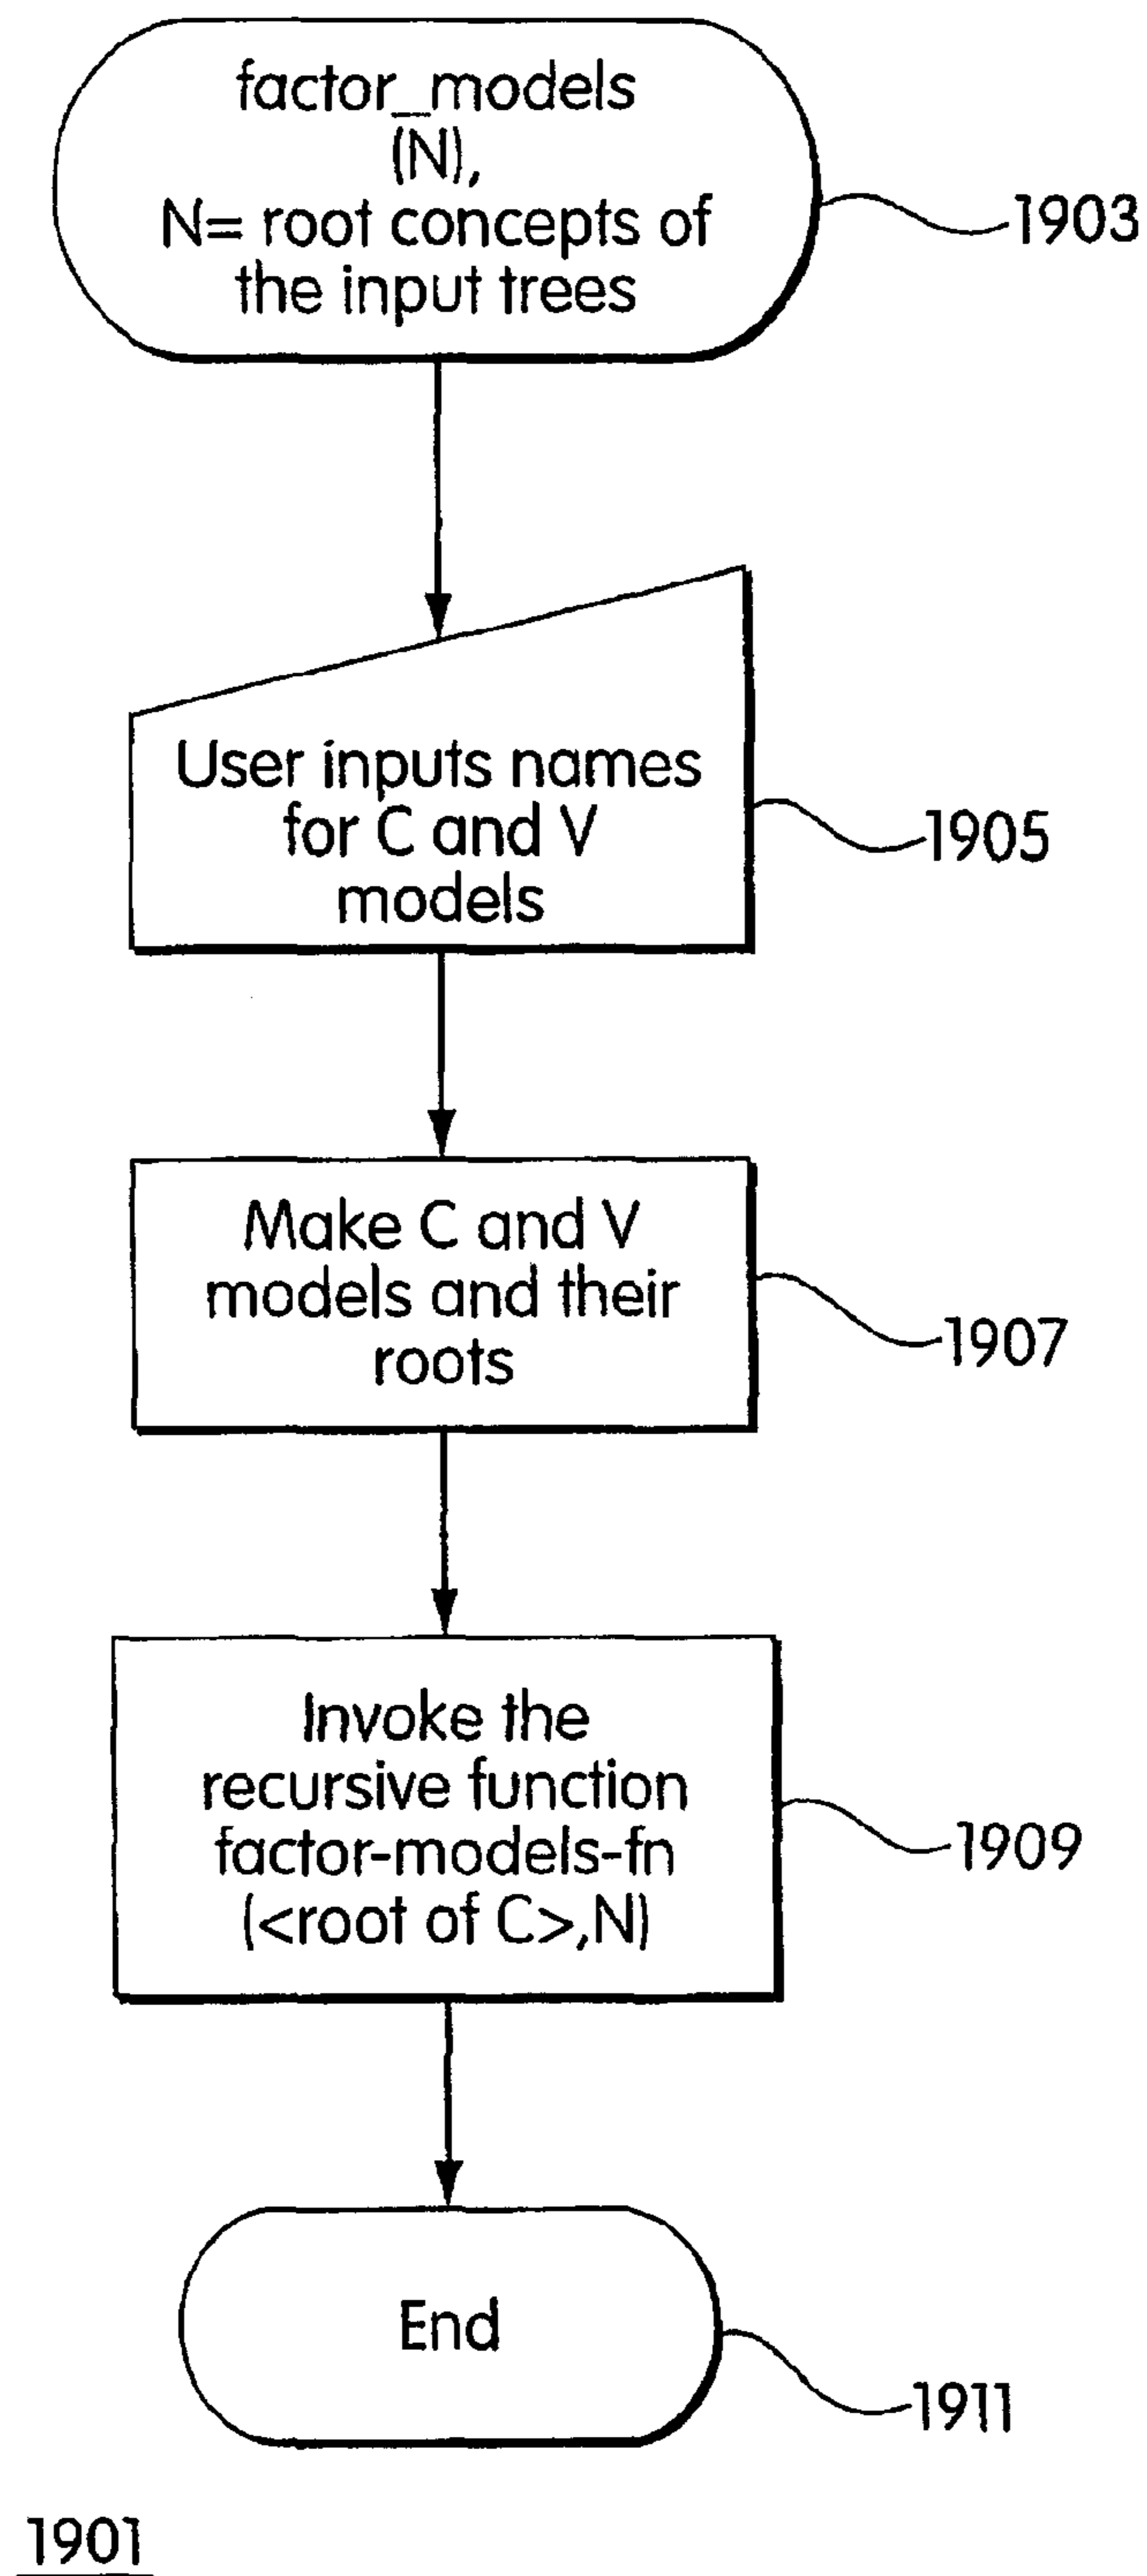 factor_models
(N),
N= root concepts of
the input trees
1903
User inputs names
for C and V
models
1905
Make C and V
models and their
roots
1907
Invoke the
recursive function
factor-models-fn
(<root of C>,N)
1909
End
1911
1901